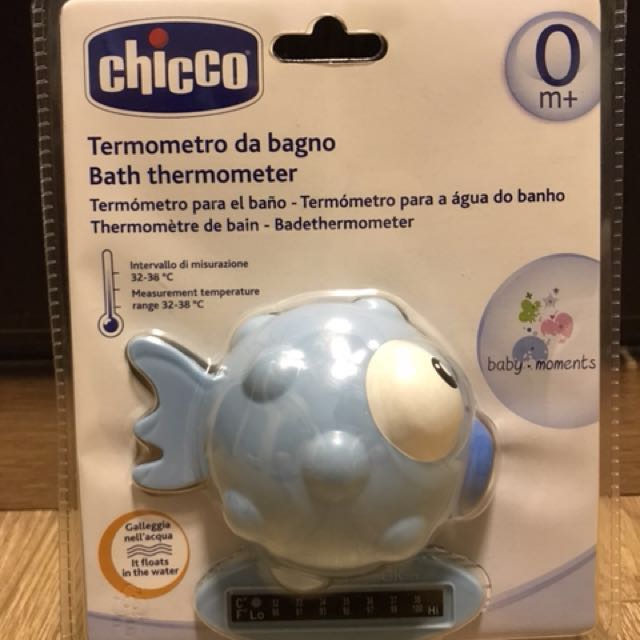 chicco
0
m+
Termometro da bagno
Bath thermometer
Termómetro para el baño - Termómetro para a água do banho
Thermomètre de bain - Badethermometer
Intervallo di misurazione
32-38 °C
Measurement temperature
range 32-38 °C
baby · moments
Galleggia
nell'acqua
It floats
in the water
Lo
Hi